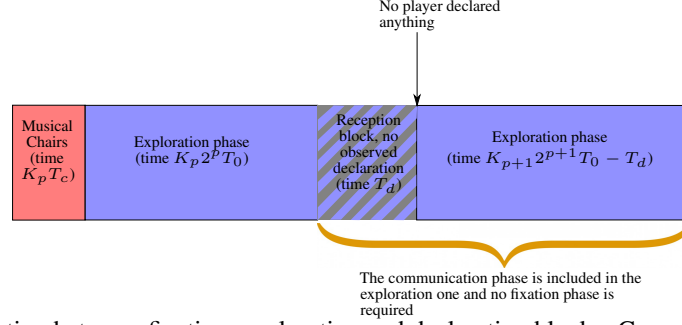 No player declared
anything
Musical
Chairs
(time
K_pT_c)
Exploration phase
(time K_p2^pT_0)
Reception
block, no
observed
declaration
(time T_d)
Exploration phase
(time K_{p+1}2^{p+1}T_0 − T_d)
The communication phase is included in the
exploration one and no fixation phase is
required